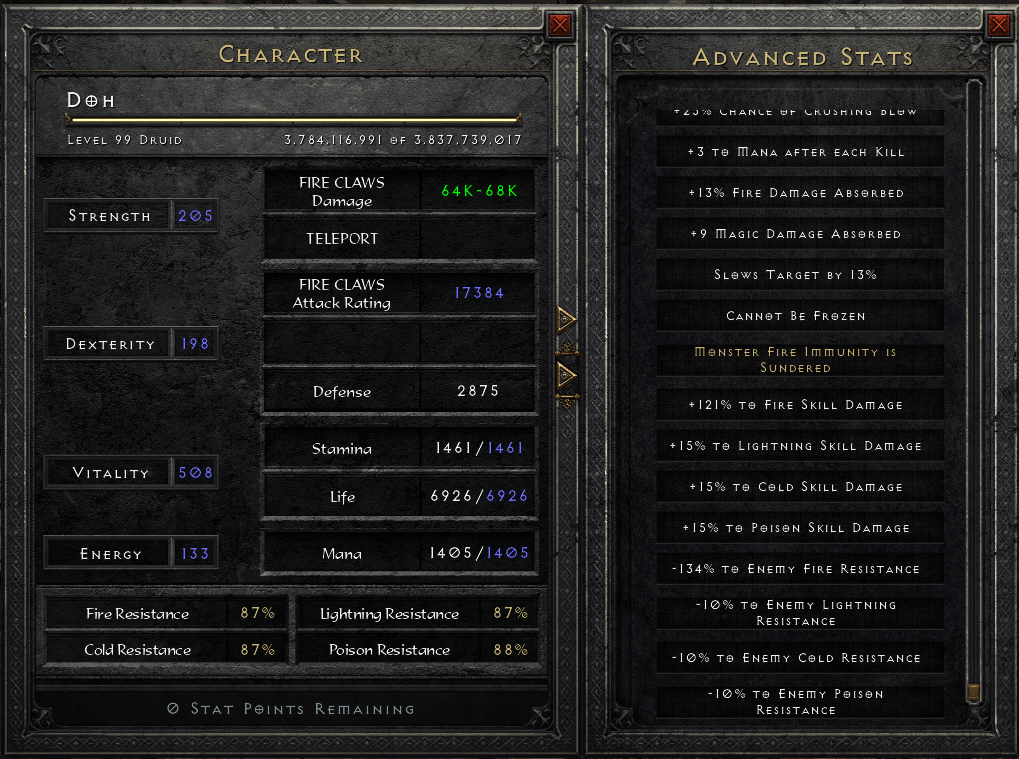 Character
Doh
Level 99 Druid 3,784,116,991 of 3,837,739,017
Strength 205
Dexterity 198
Vitality 508
Energy 133
FIRE CLAWS
Damage 64K-68K
TELEPORT
FIRE CLAWS
Attack Rating 17384
Defense 2875
Stamina 1461/1461
Life 6926/6926
Mana 1405/1405
Fire Resistance 87% Lightning Resistance 87%
Cold Resistance 87% Poison Resistance 88%
0 Stat Points Remaining
Advanced Stats
+25% Chance of Crushing Blow
+3 to Mana after each Kill
+13% Fire Damage Absorbed
+9 Magic Damage Absorbed
Slows Target by 13%
Cannot Be Frozen
Monster Fire Immunity is
Sundered
+121% to Fire Skill Damage
+15% to Lightning Skill Damage
+15% to Cold Skill Damage
+15% to Poison Skill Damage
-134% to Enemy Fire Resistance
-10% to Enemy Lightning
Resistance
-10% to Enemy Cold Resistance
-10% to Enemy Poison
Resistance